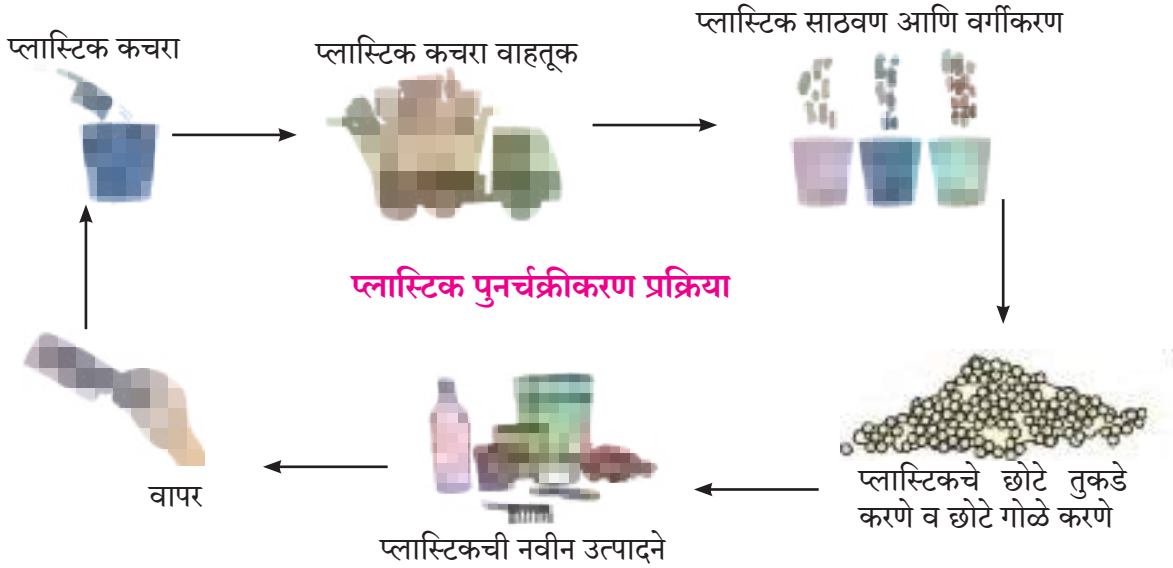 प्लास्टिक कचरा
प्लास्टिक कचरा वाहतूक
प्लास्टिक साठवण आणि वर्गीकरण
प्लास्टिक पुनर्चक्रीकरण प्रक्रिया
प्लास्टिकचे छोटे तुकडे
करणे व छोटे गोळे करणे
प्लास्टिकची नवीन उत्पादने
वापर